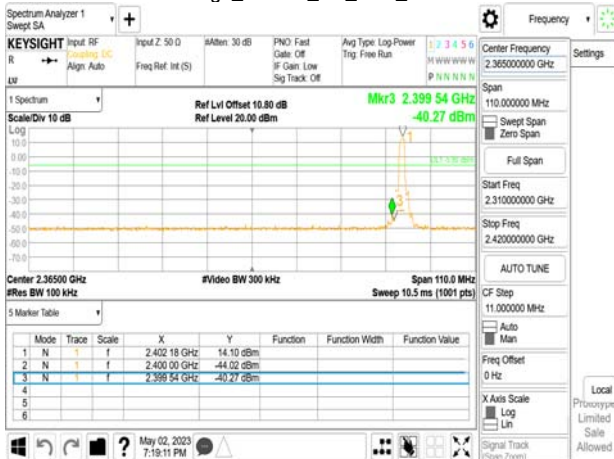 Spectrum Analyzer 1
Swept SA
Frequency
KEYSIGHT
Input: RF
Coupling: DC
Align: Auto
Input Z: 50 Ω
Freq Ref: Int (S)
#Atten: 30 dB
PNO: Fast
Gate: Off
IF Gain: Low
Sig Track: Off
Avg Type: Log-Power
Trig: Free Run
1 2 3 4 5 6
M W W W W W
P N N N N N
R
LV
1 Spectrum
Scale/Div 10 dB
Ref Lvl Offset 10.80 dB
Ref Level 20.00 dBm
Mkr3 2.399 54 GHz
-40.27 dBm
Log
10.0
0.00
-10.0
-20.0
-30.0
-40.0
-50.0
-60.0
-70.0
1
3
Center 2.36500 GHz
#Video BW 300 kHz
Span 110.0 MHz
#Res BW 100 kHz
Sweep 10.5 ms (1001 pts)
5 Marker Table
Mode Trace Scale X Y Function Function Width Function Value
1 N 1 f 2.402 18 GHz 14.10 dBm
2 N 1 f 2.400 00 GHz -44.02 dBm
3 N 1 f 2.399 54 GHz -40.27 dBm
4
5
6
May 02, 2023
7:19:11 PM
Center Frequency
2.365000000 GHz
Settings
Span
110.000000 MHz
Swept Span
Zero Span
Full Span
Start Freq
2.310000000 GHz
Stop Freq
2.420000000 GHz
AUTO TUNE
CF Step
11.000000 MHz
Auto
Man
Freq Offset
0 Hz
X Axis Scale
Log
Lin
Signal Track
(Span Zoom)
Local
Prototype
Limited
Sale
Allowed